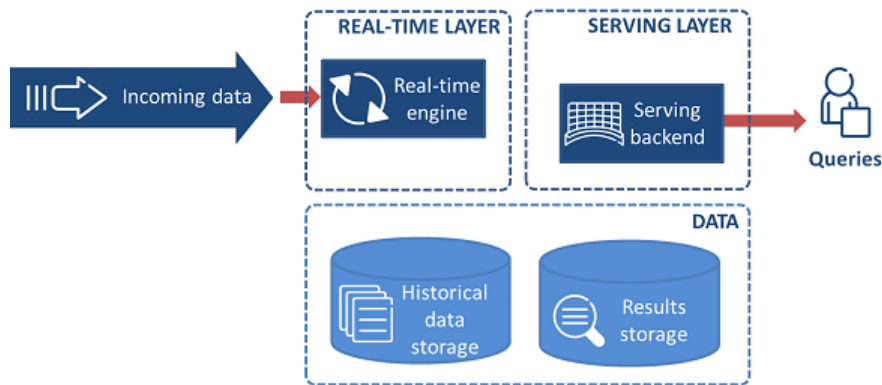 REAL-TIME LAYER
SERVING LAYER
Incoming data
Real-time
engine
Serving
backend
Queries
DATA
Historical
data
storage
Results
storage